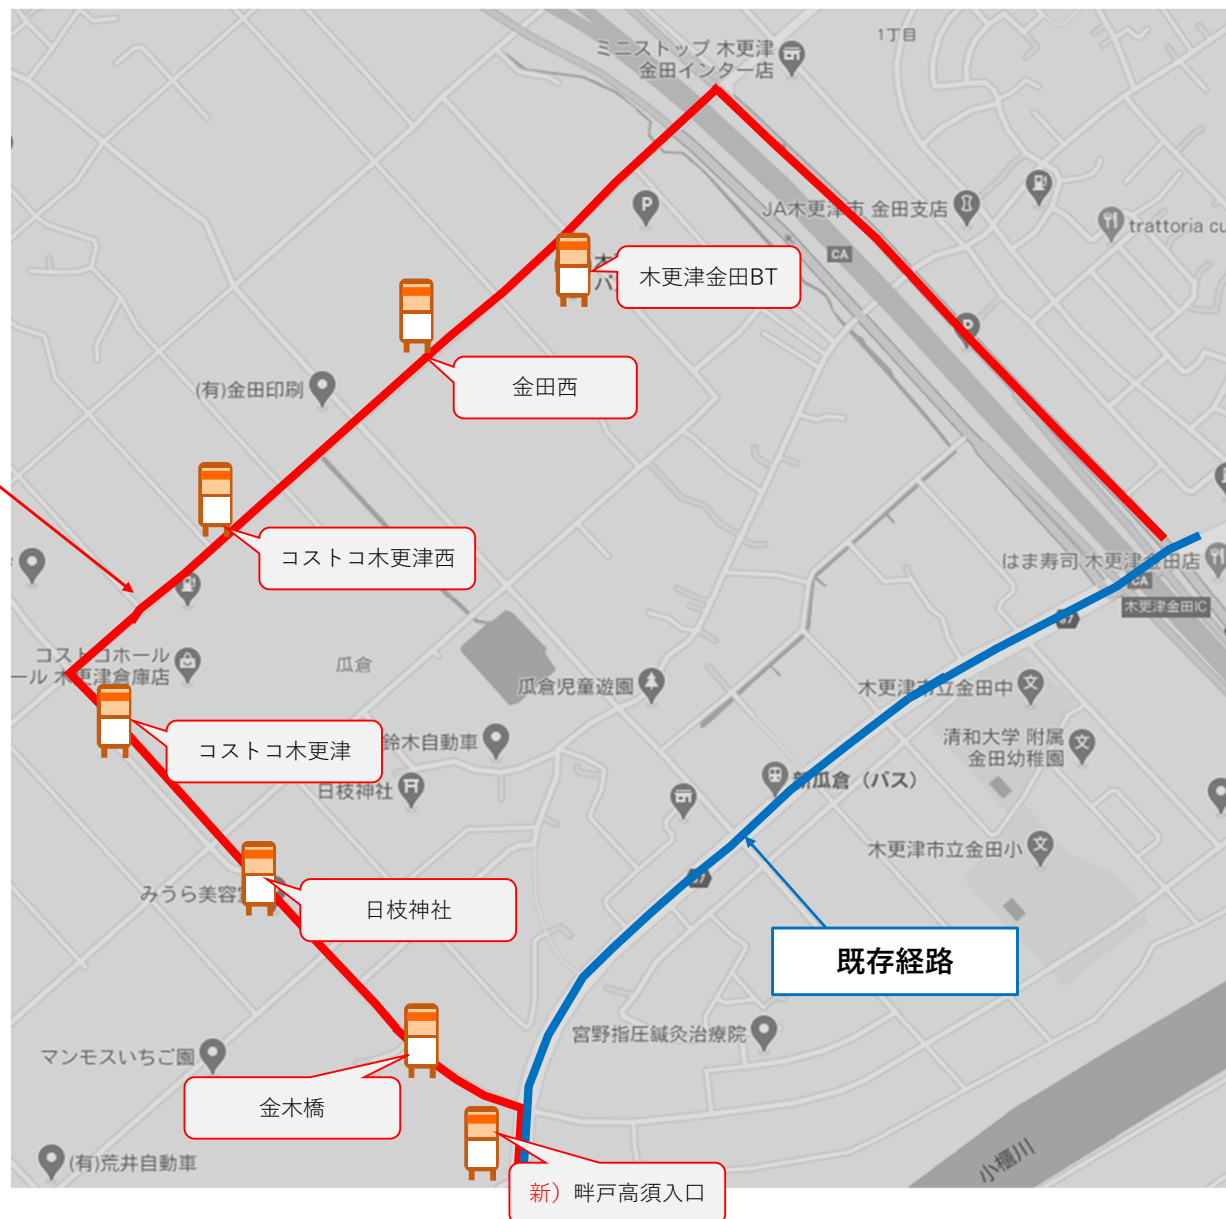 1丁目
ミニストップ 木更津
金田インター店
JA木更津市 金田支店
trattoria cu
CA
木更津金田BT
金田西
(有)金田印刷
コストコ木更津西
はま寿司 木更津金田店
CA
木更津金田IC
コストコホール
ール 木更津倉庫店
瓜倉
瓜倉児童遊園
木更津市立金田中
清和大学 附属
金田幼稚園
コストコ木更津
鈴木自動車
日枝神社
新瓜倉（バス）
木更津市立金田小
みうら美容
日枝神社
既存経路
宮野指圧鍼灸治療院
マンモスいちご園
金木橋
小櫃川
(有)荒井自動車
新）畔戸高須入口